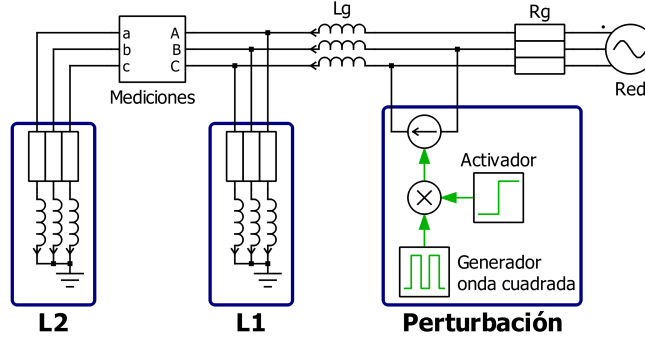 Lg
Rg
a A
b B
c C
Mediciones
Red
Activador
Generador
onda cuadrada
L2
L1
Perturbación